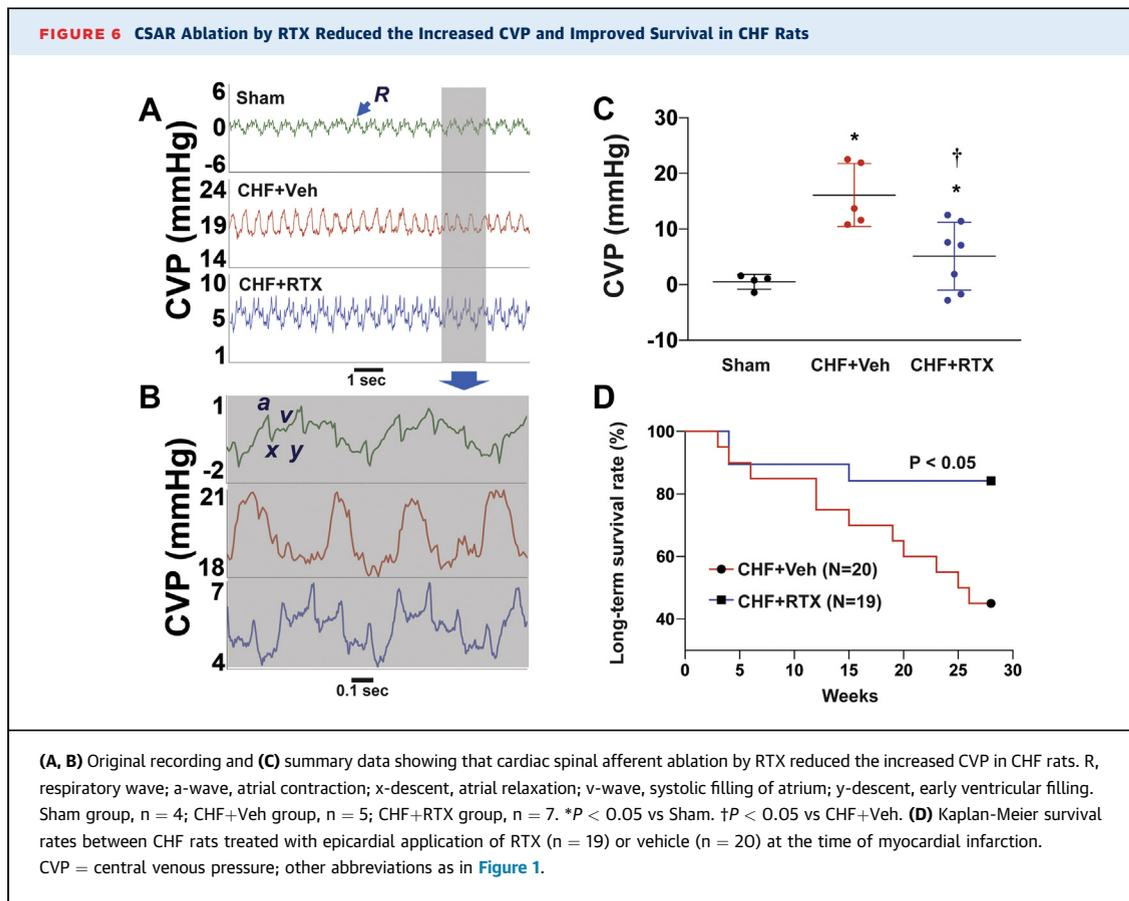 FIGURE 6 CSAR Ablation by RTX Reduced the Increased CVP and Improved Survival in CHF Rats
A
CVP (mmHg)
6
0
-6
Sham
R
24
19
14
CHF+Veh
10
5
1
CHF+RTX
1 sec
B
CVP (mmHg)
1
-2
a
v
x y
21
18
7
4
0.1 sec
C
CVP (mmHg)
30
20
10
0
-10
*
†
*
Sham CHF+Veh CHF+RTX
D
Long-term survival rate (%)
100
80
60
40
P < 0.05
CHF+Veh (N=20)
CHF+RTX (N=19)
0 5 10 15 20 25 30
Weeks
(A, B) Original recording and (C) summary data showing that cardiac spinal afferent ablation by RTX reduced the increased CVP in CHF rats. R,
respiratory wave; a-wave, atrial contraction; x-descent, atrial relaxation; v-wave, systolic filling of atrium; y-descent, early ventricular filling.
Sham group, n = 4; CHF+Veh group, n = 5; CHF+RTX group, n = 7. *P < 0.05 vs Sham. †P < 0.05 vs CHF+Veh. (D) Kaplan-Meier survival
rates between CHF rats treated with epicardial application of RTX (n = 19) or vehicle (n = 20) at the time of myocardial infarction.
CVP = central venous pressure; other abbreviations as in Figure 1.